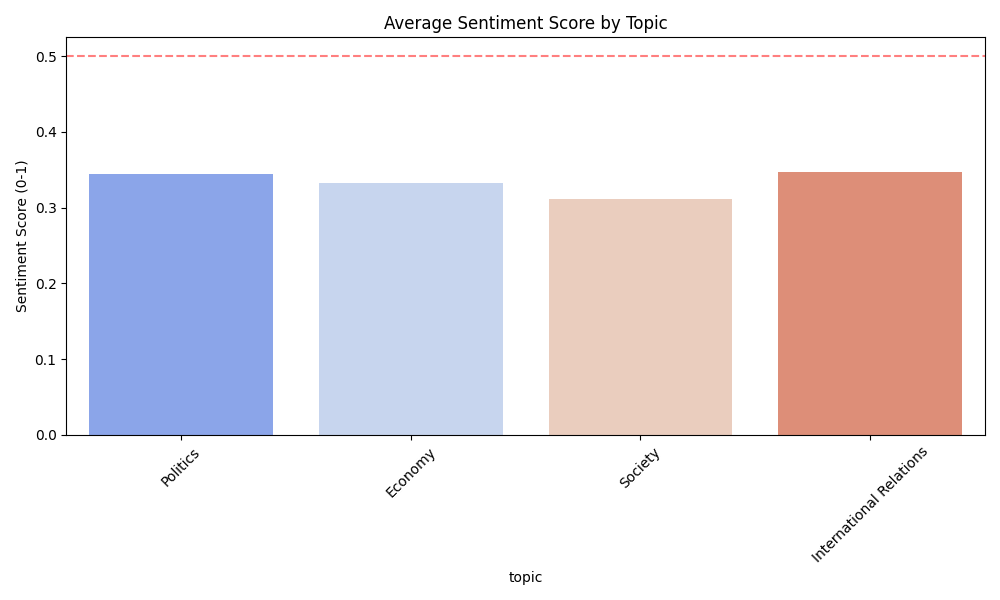 Average Sentiment Score by Topic
Sentiment Score (0-1)
0.5
0.4
0.3
0.2
0.1
0.0
Politics
Economy
Society
International Relations
topic